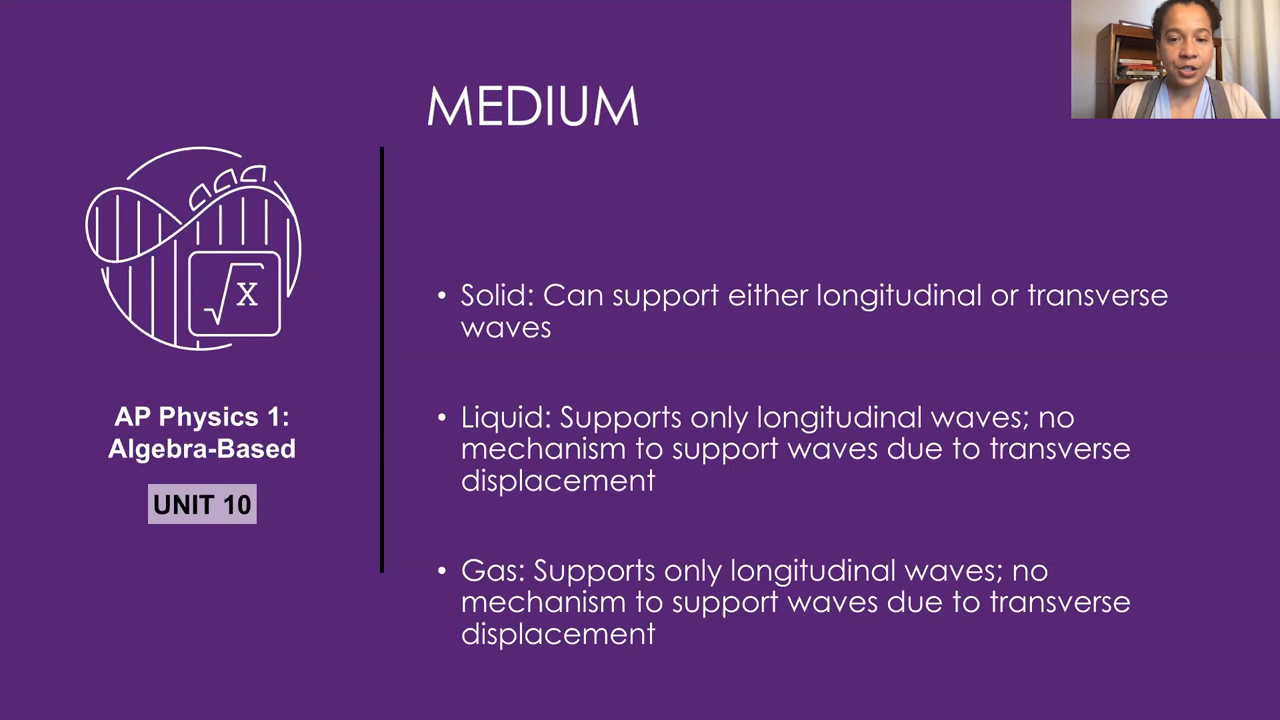 MEDIUM
√x
AP Physics 1:
Algebra-Based
UNIT 10
• Solid: Can support either longitudinal or transverse
waves
• Liquid: Supports only longitudinal waves; no
mechanism to support waves due to transverse
displacement
• Gas: Supports only longitudinal waves; no
mechanism to support waves due to transverse
displacement